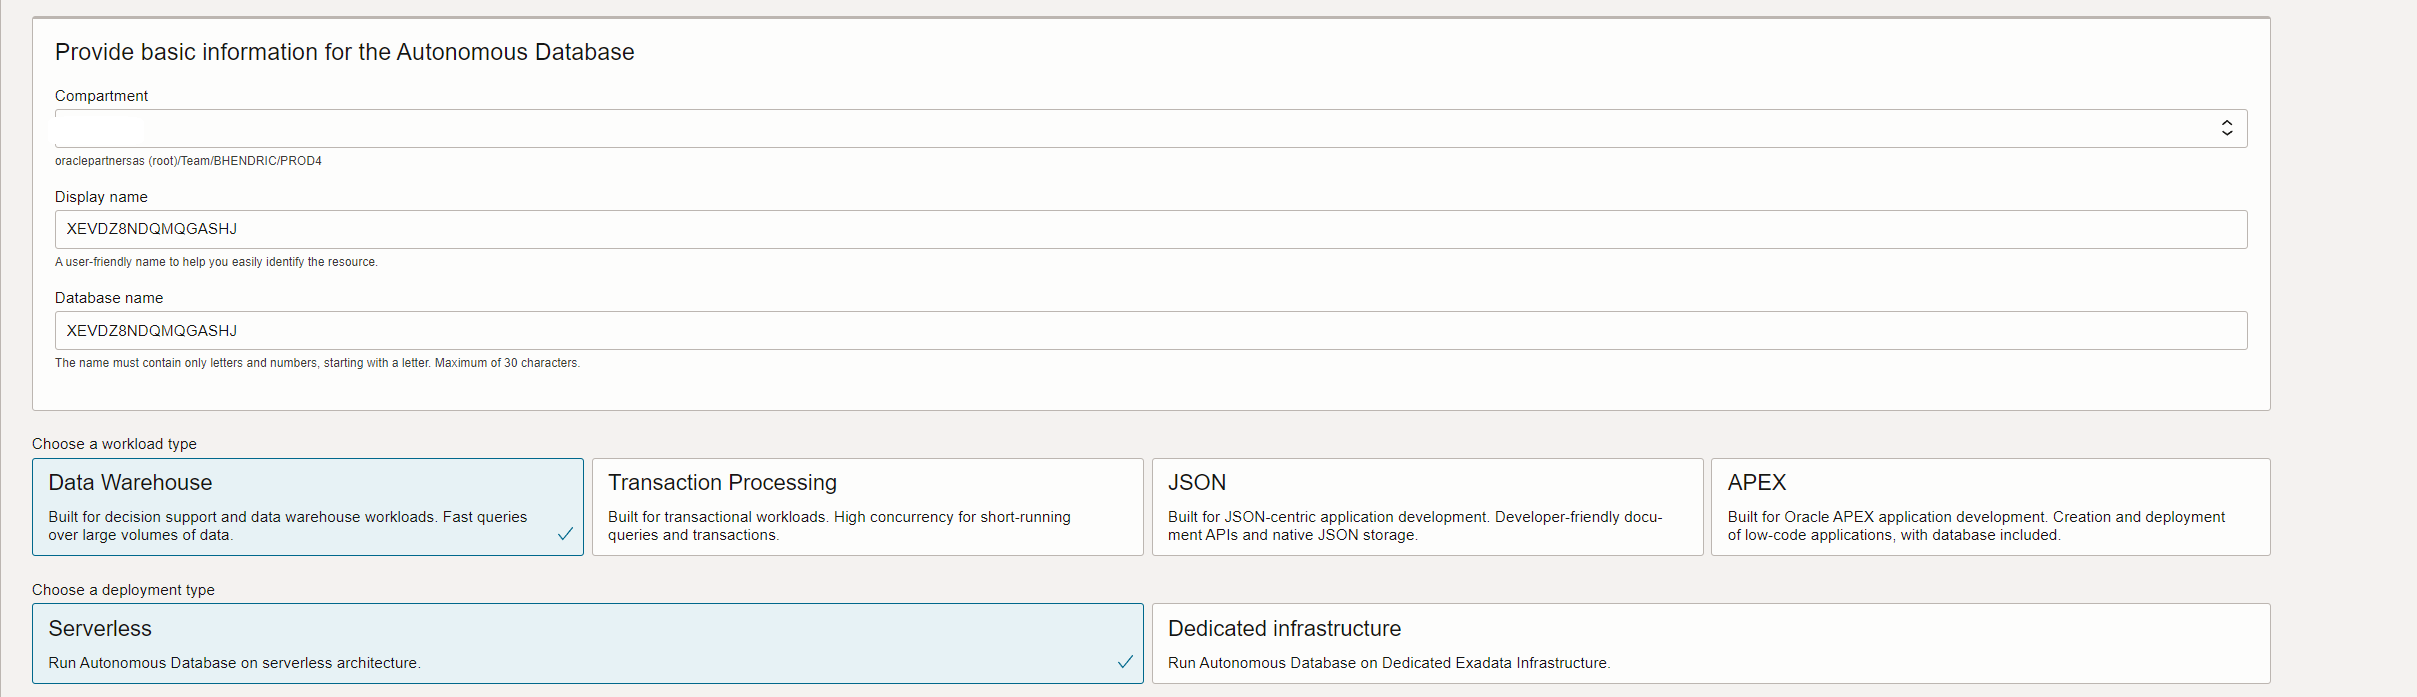 Provide basic information for the Autonomous Database
Compartment
oraclepartnersas (root)/Team/BHENDRIC/PROD4
Display name
XEVDZ8NDQMQGASHJ
A user-friendly name to help you easily identify the resource.
Database name
XEVDZ8NDQMQGASHJ
The name must contain only letters and numbers, starting with a letter. Maximum of 30 characters.
Choose a workload type
Data Warehouse
Built for decision support and data warehouse workloads. Fast queries
over large volumes of data.
Transaction Processing
Built for transactional workloads. High concurrency for short-running
queries and transactions.
JSON
Built for JSON-centric application development. Developer-friendly docu-
ment APIs and native JSON storage.
APEX
Built for Oracle APEX application development. Creation and deployment
of low-code applications, with database included.
Choose a deployment type
Serverless
Run Autonomous Database on serverless architecture.
Dedicated infrastructure
Run Autonomous Database on Dedicated Exadata Infrastructure.